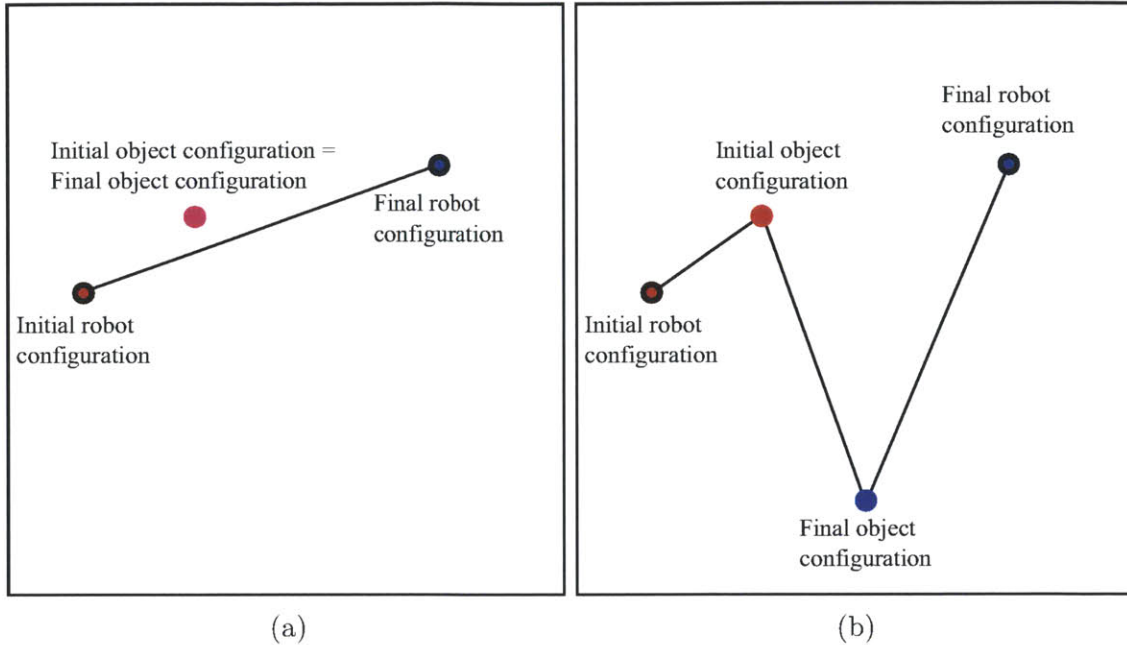 Initial object configuration =
Final object configuration
Final robot
configuration
Initial robot
configuration
(a)
Final robot
configuration
Initial object
configuration
Initial robot
configuration
Final object
configuration
(b)